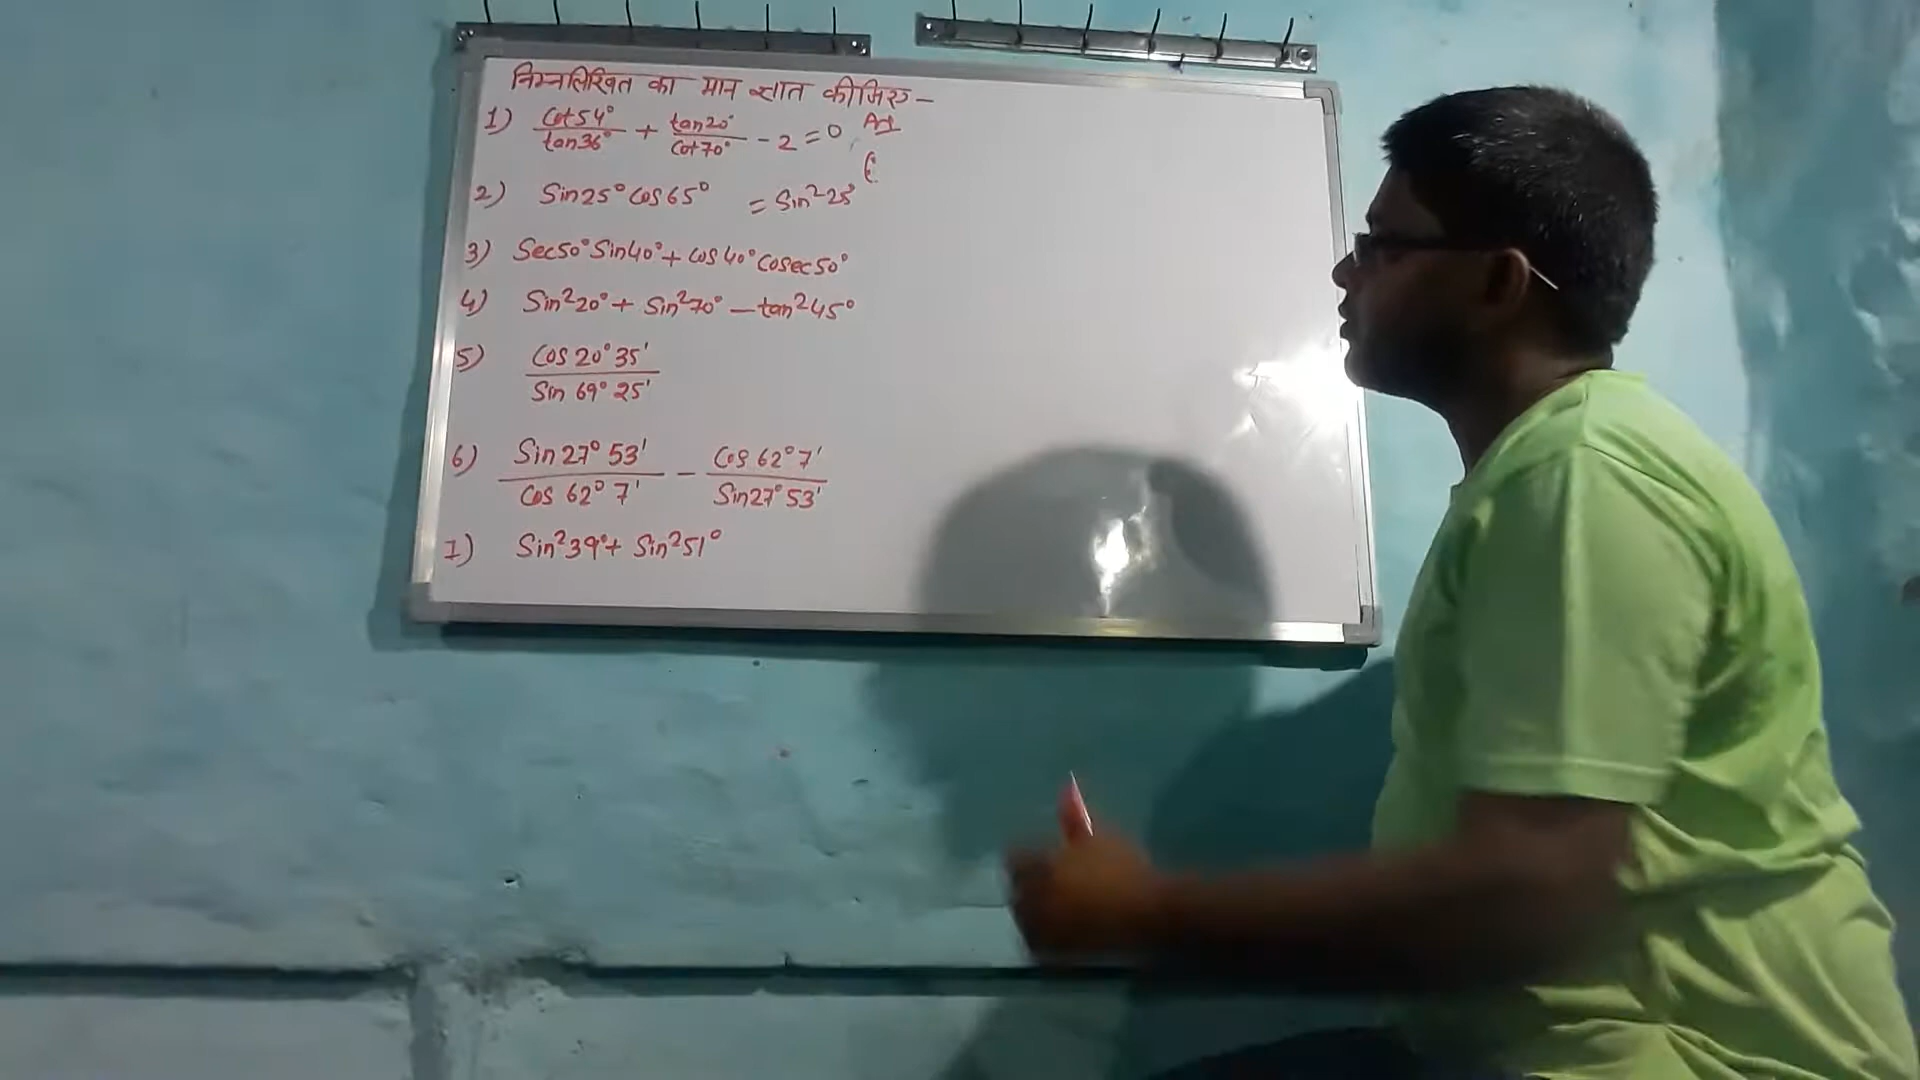 निम्नलिखित का मान ज्ञात कीजिए -
1) Cot54°/tan36° + tan20°/Cot70° - 2 = 0 Ans
2) Sin25° Cos65° = Sin²25°
3) Sec50° Sin40° + Cos40° Cosec50°
4) Sin²20° + Sin²70° - tan²45°
5) Cos 20° 35' / Sin 69° 25'
6) Sin 27° 53' / Cos 62° 7' - Cos 62° 7' / Sin27° 53'
7) Sin²39° + Sin²51°